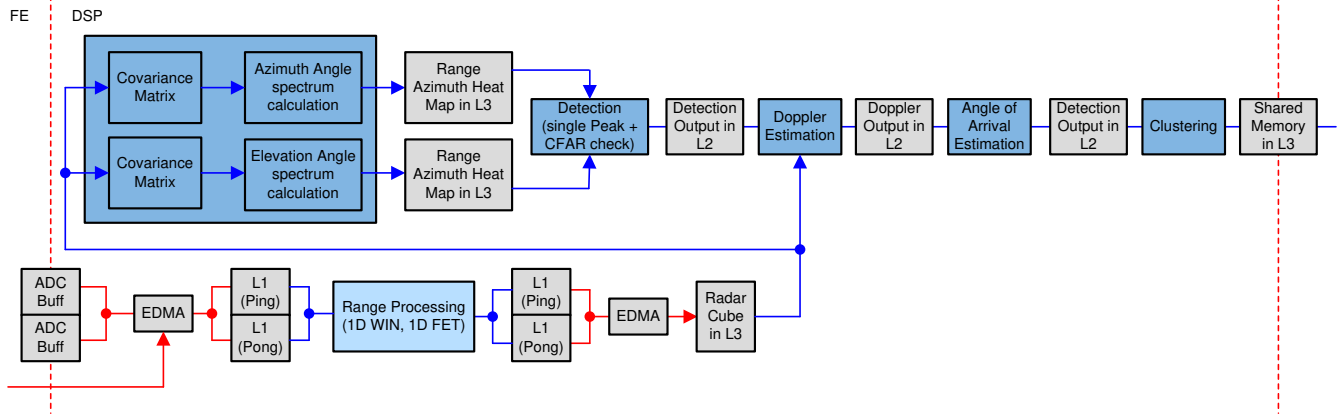 FE
DSP
Covariance
Matrix
Azimuth Angle
spectrum
calculation
Range
Azimuth Heat
Map in L3
Covariance
Matrix
Elevation Angle
spectrum
calculation
Range
Azimuth Heat
Map in L3
Detection
(single Peak +
CFAR check)
Detection
Output in
L2
Doppler
Estimation
Doppler
Output in
L2
Angle of
Arrival
Estimation
Detection
Output in
L2
Clustering
Shared
Memory
in L3
ADC
Buff
ADC
Buff
EDMA
L1
(Ping)
L1
(Pong)
Range Processing
(1D WIN, 1D FET)
L1
(Ping)
L1
(Pong)
EDMA
Radar
Cube
in L3